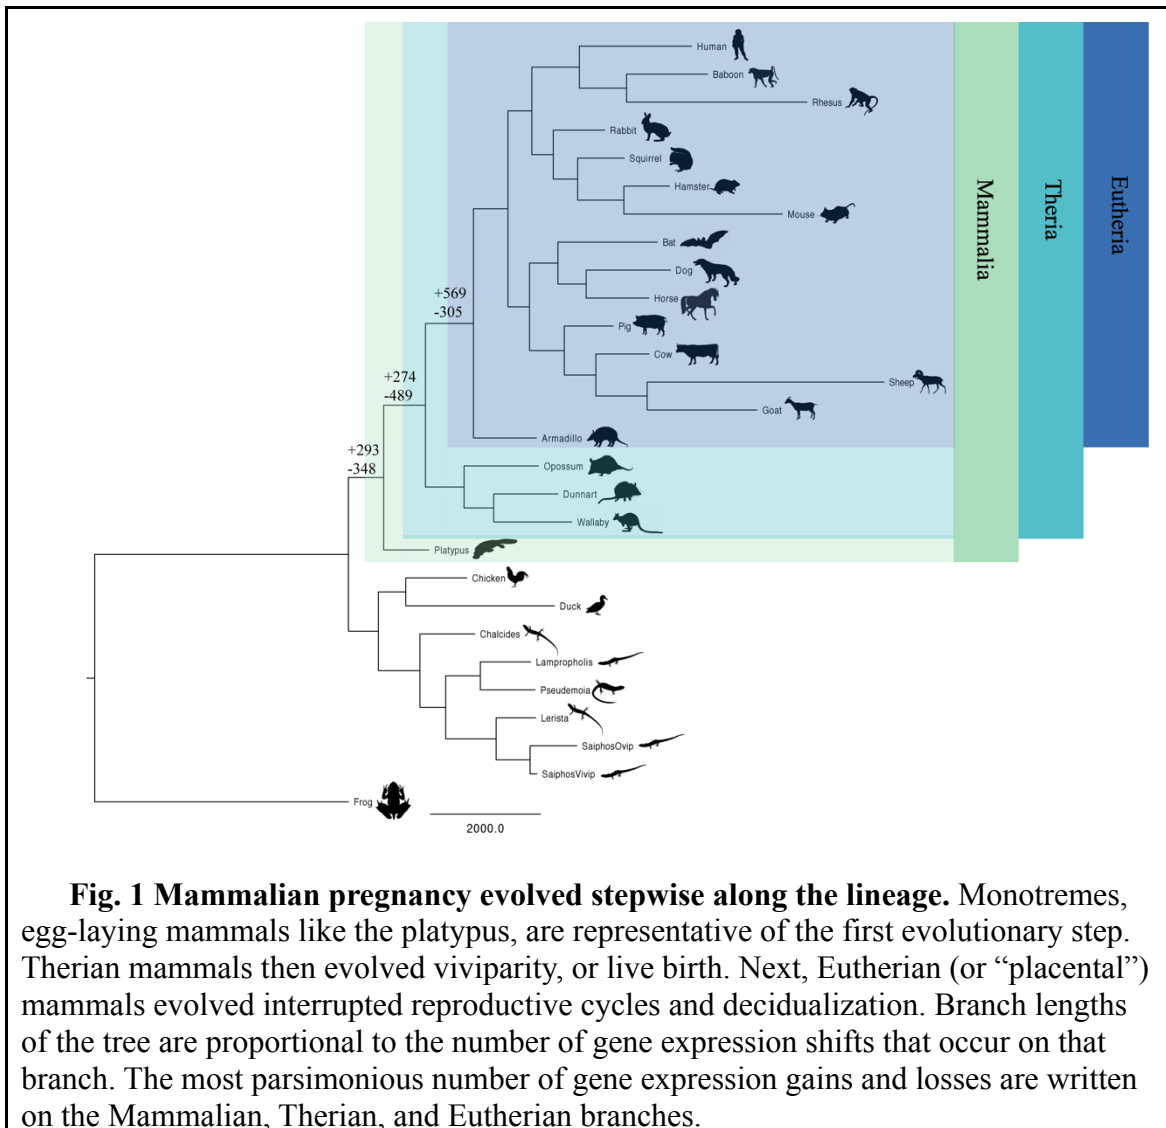 Human
Baboon
Rhesus
Rabbit
Squirrel
Hamster
Mouse
Bat
Dog
Horse
Pig
Cow
Sheep
Goat
Armadillo
Opossum
Dunnart
Wallaby
Platypus
Chicken
Duck
Chalcides
Lampropholis
Pseudemoia
Lerista
SaiphosOvip
SaiphosVivip
Frog
+569
-305
+274
-489
+293
-348
Mammalia
Theria
Eutheria
2000.0
Fig. 1 Mammalian pregnancy evolved stepwise along the lineage. Monotremes,
egg-laying mammals like the platypus, are representative of the first evolutionary step.
Therian mammals then evolved viviparity, or live birth. Next, Eutherian (or “placental”)
mammals evolved interrupted reproductive cycles and decidualization. Branch lengths
of the tree are proportional to the number of gene expression shifts that occur on that
branch. The most parsimonious number of gene expression gains and losses are written
on the Mammalian, Therian, and Eutherian branches.